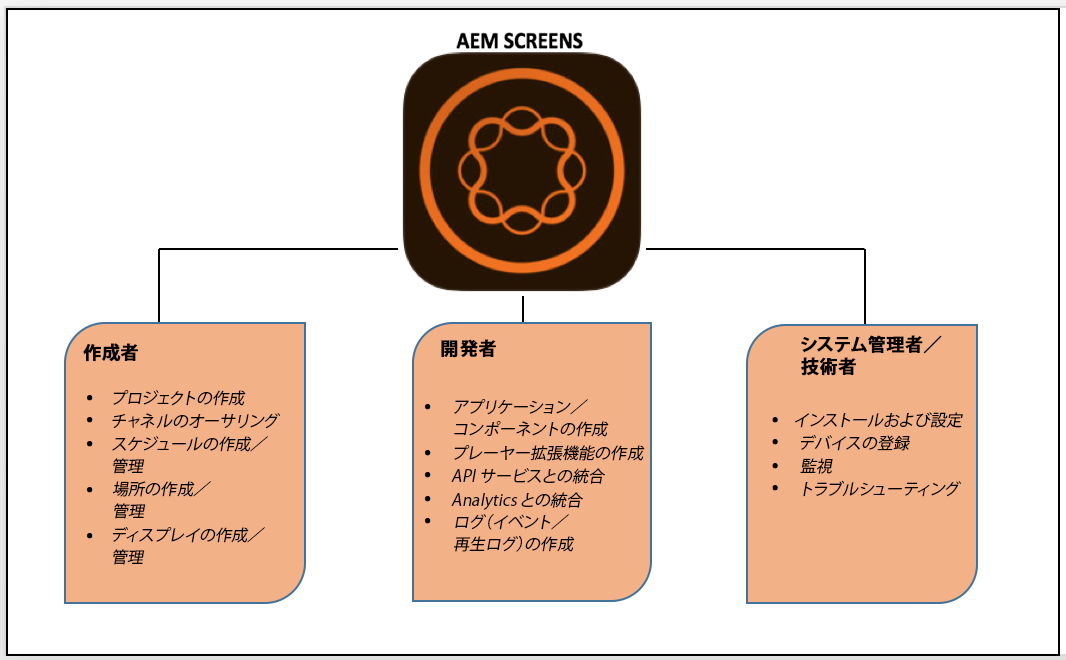 AEM SCREENS
作成者
• プロジェクトの作成
• チャネルのオーサリング
• スケジュールの作成／
管理
• 場所の作成／
管理
• ディスプレイの作成／
管理
開発者
• アプリケーション／
コンポーネントの作成
• プレーヤー拡張機能の作成
• API サービスとの統合
• Analytics との統合
• ログ（イベント／
再生ログ）の作成
システム管理者／
技術者
• インストールおよび設定
• デバイスの登録
• 監視
• トラブルシューティング